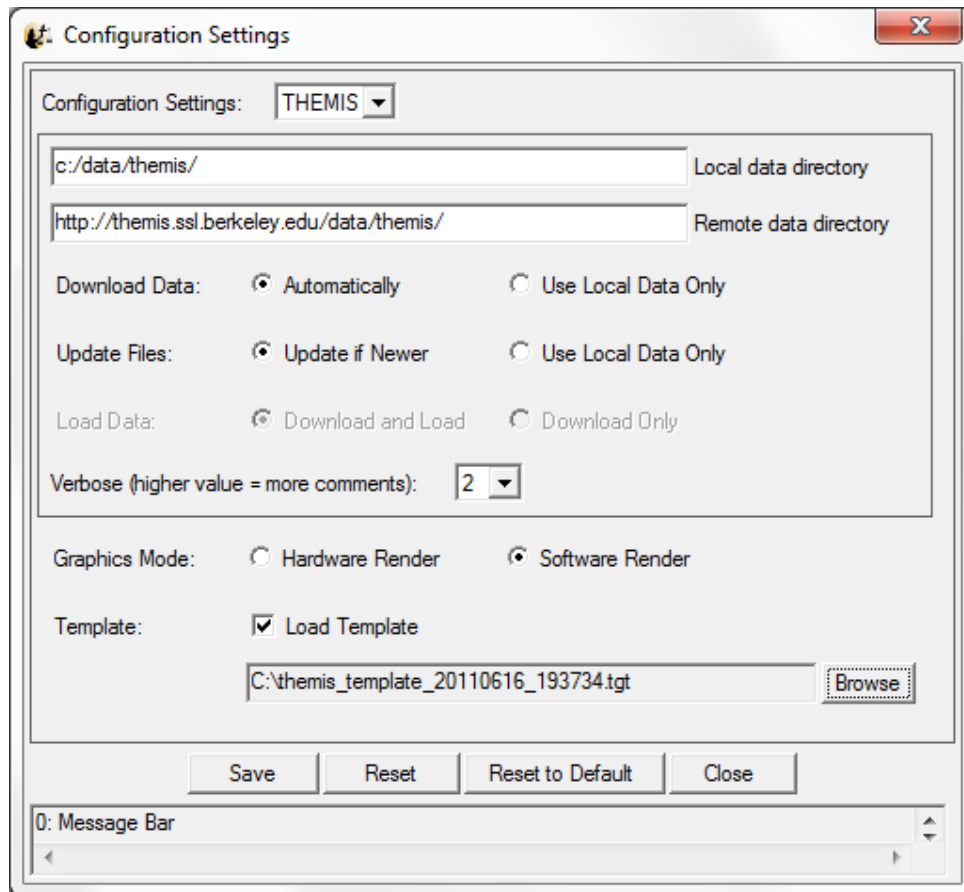 Configuration Settings
Configuration Settings: THEMIS
c:/data/themis/ Local data directory
http://themis.ssl.berkeley.edu/data/themis/ Remote data directory
Download Data: Automatically Use Local Data Only
Update Files: Update if Newer Use Local Data Only
Load Data: Download and Load Download Only
Verbose (higher value = more comments): 2
Graphics Mode: Hardware Render Software Render
Template: Load Template
C:\themis_template_20110616_193734.tgt Browse
Save Reset Reset to Default Close
0: Message Bar